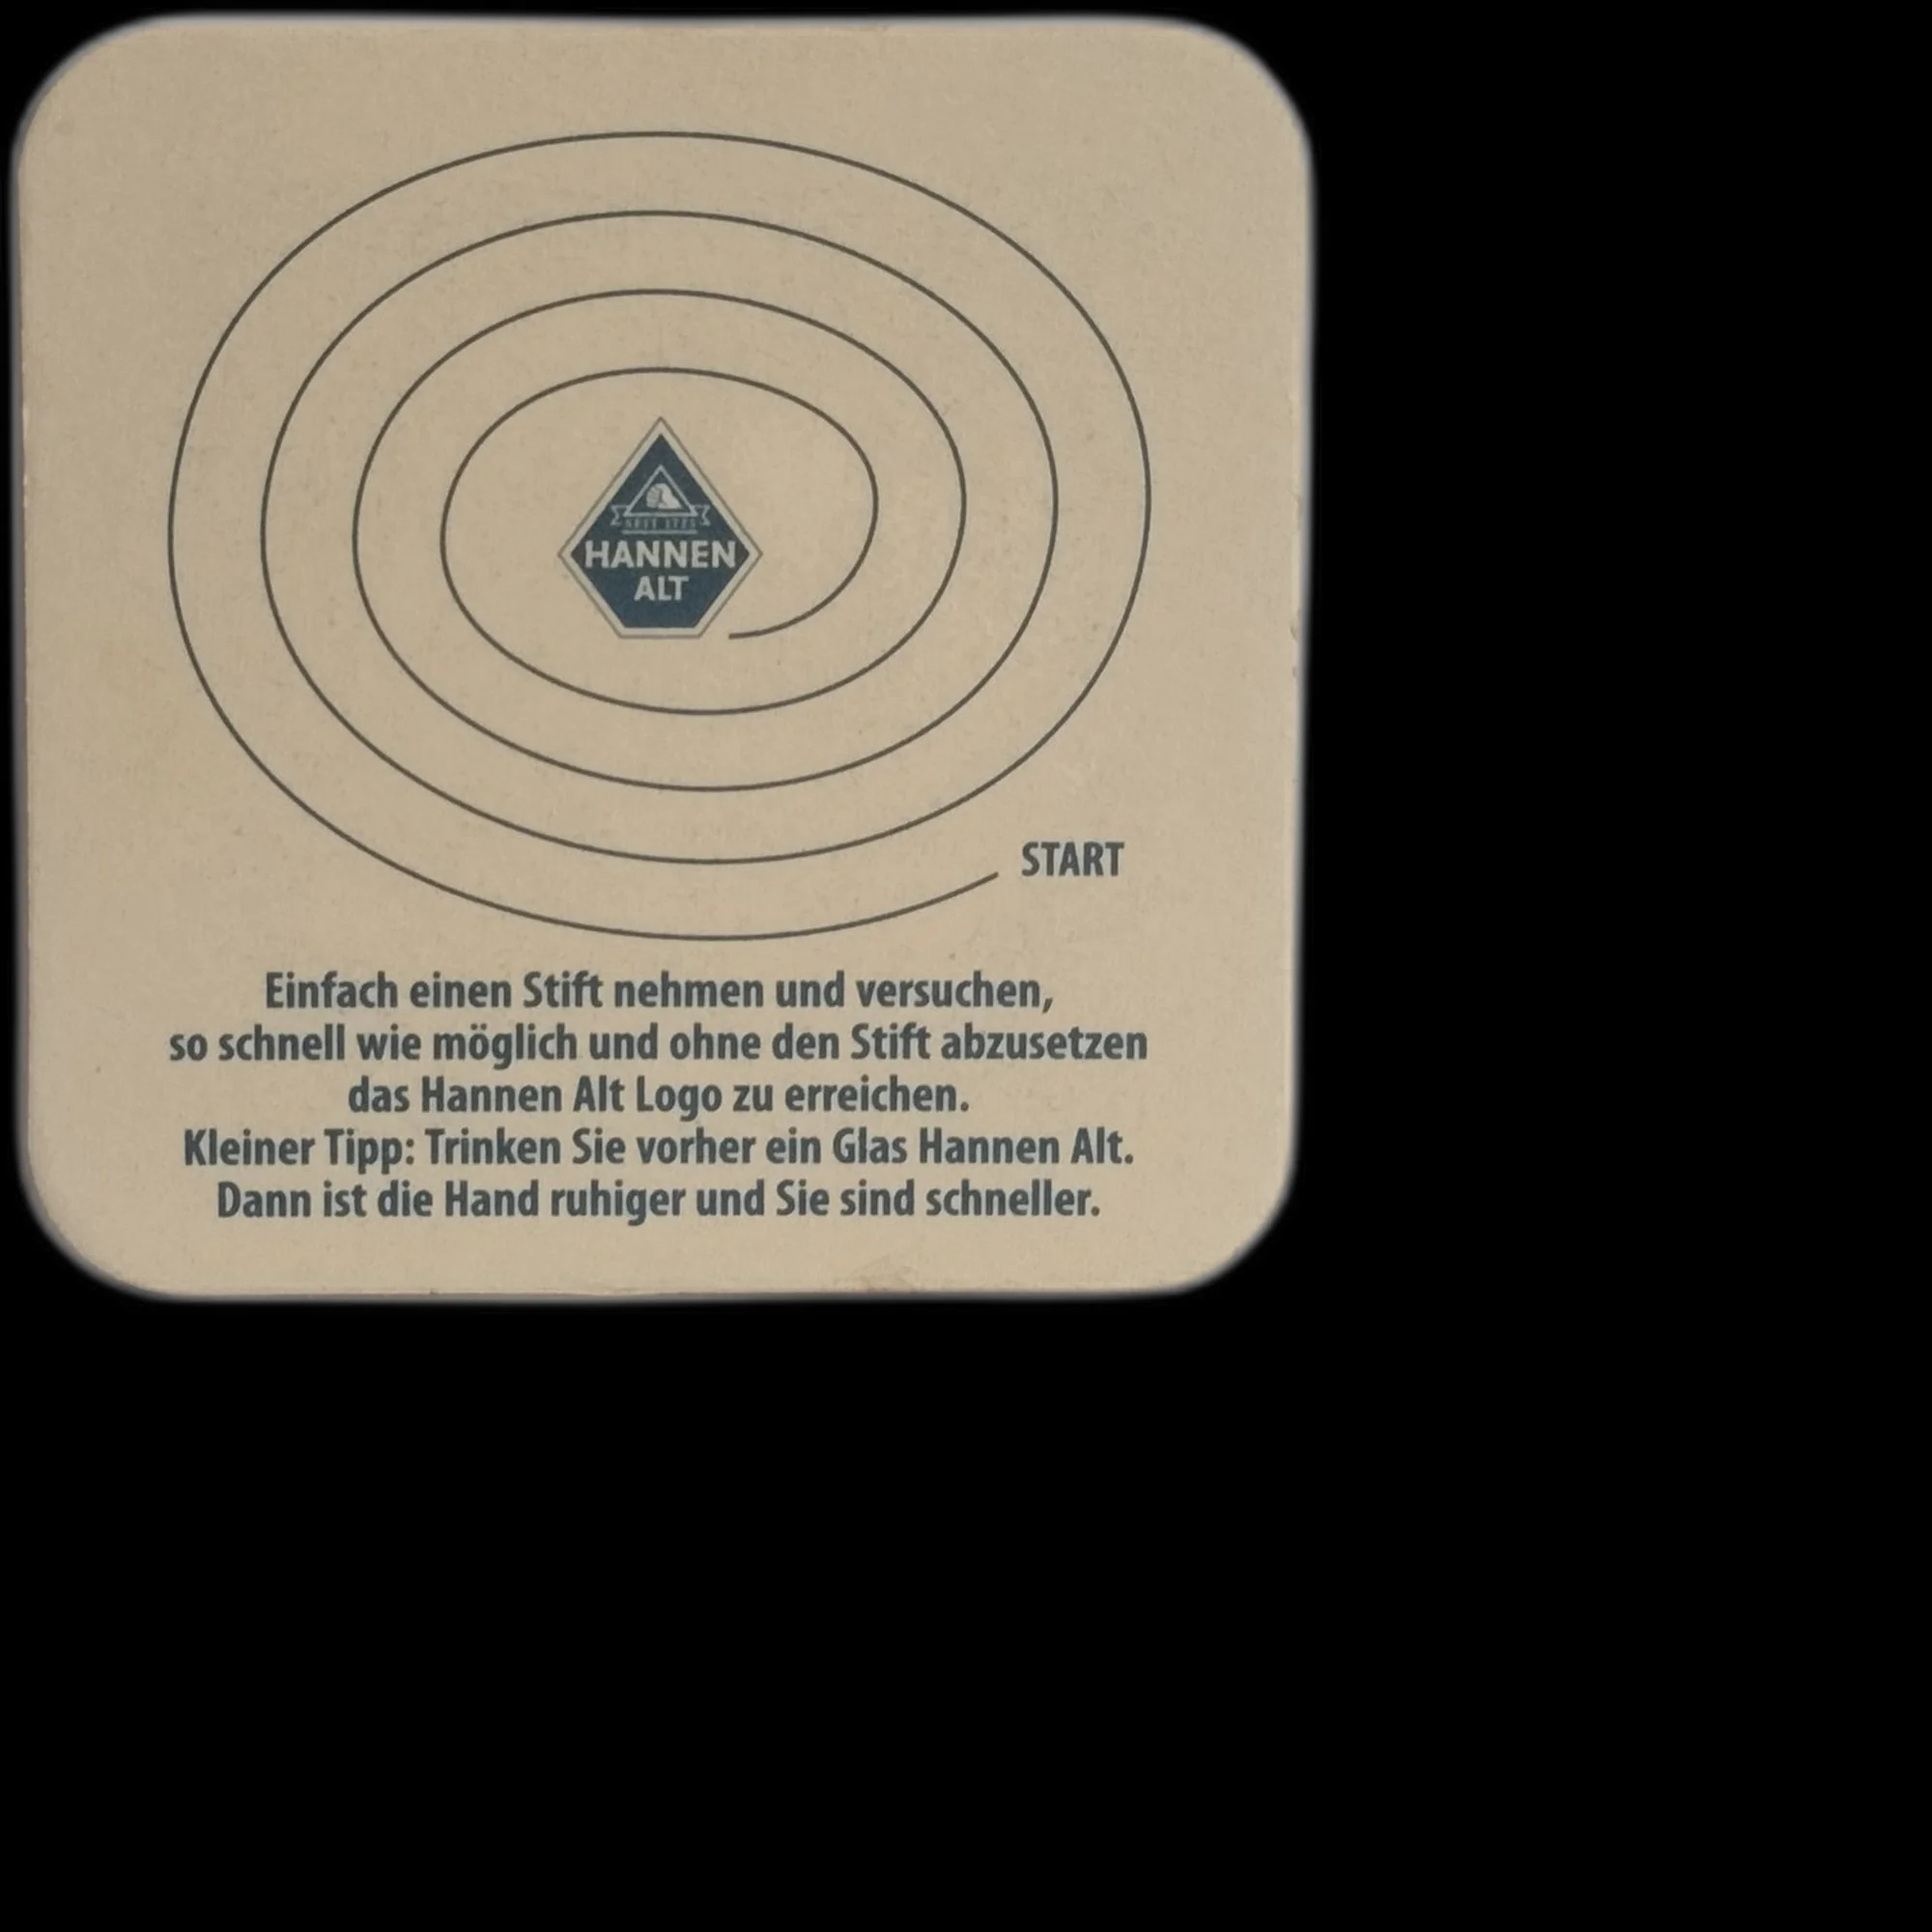 SEIT 1725
HANNEN
ALT
START
Einfach einen Stift nehmen und versuchen,
so schnell wie möglich und ohne den Stift abzusetzen
das Hannen Alt Logo zu erreichen.
Kleiner Tipp: Trinken Sie vorher ein Glas Hannen Alt.
Dann ist die Hand ruhiger und Sie sind schneller.